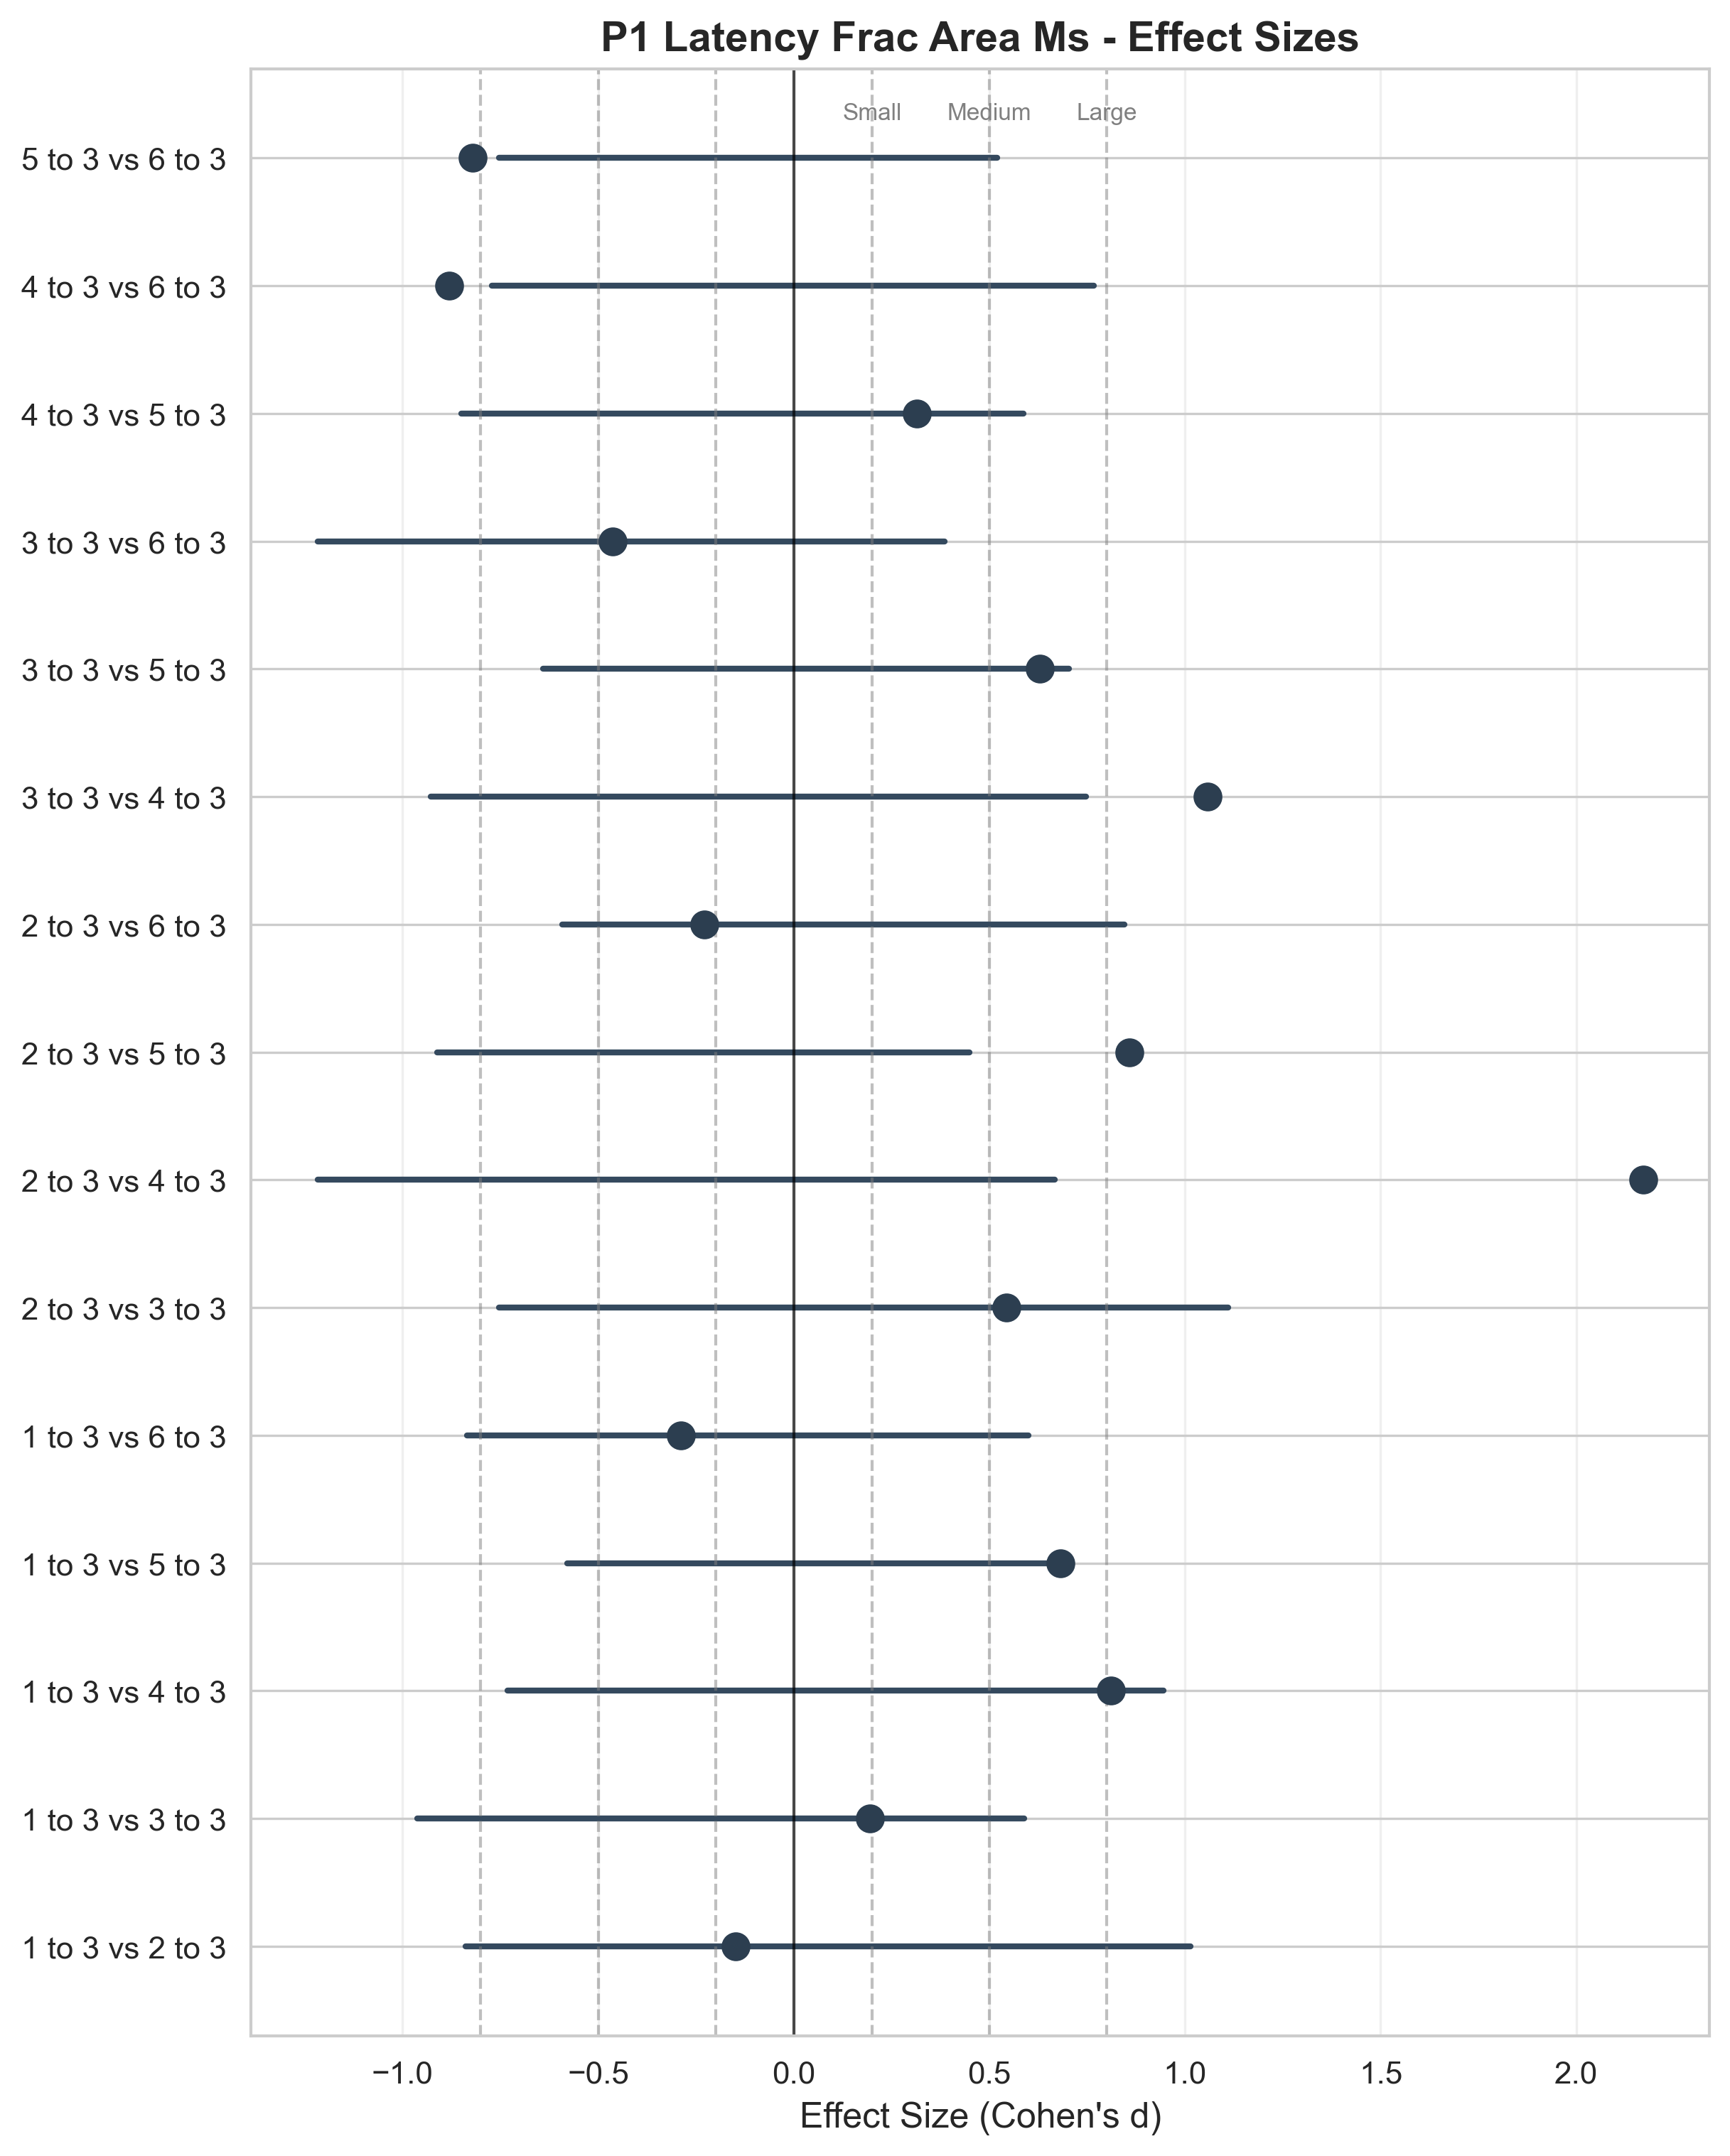 P1 Latency Frac Area Ms - Effect Sizes
Small Medium Large
5 to 3 vs 6 to 3
4 to 3 vs 6 to 3
4 to 3 vs 5 to 3
3 to 3 vs 6 to 3
3 to 3 vs 5 to 3
3 to 3 vs 4 to 3
2 to 3 vs 6 to 3
2 to 3 vs 5 to 3
2 to 3 vs 4 to 3
2 to 3 vs 3 to 3
1 to 3 vs 6 to 3
1 to 3 vs 5 to 3
1 to 3 vs 4 to 3
1 to 3 vs 3 to 3
1 to 3 vs 2 to 3
−1.0 −0.5 0.0 0.5 1.0 1.5 2.0
Effect Size (Cohen's d)